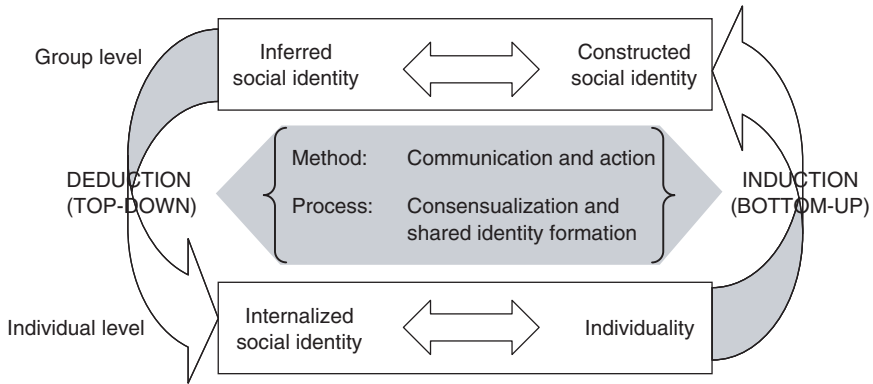 Group level
Inferred
social identity
Constructed
social identity
Method: Communication and action
DEDUCTION
(TOP-DOWN)
INDUCTION
(BOTTOM-UP)
Process: Consensualization and
shared identity formation
Individual level
Internalized
social identity
Individuality